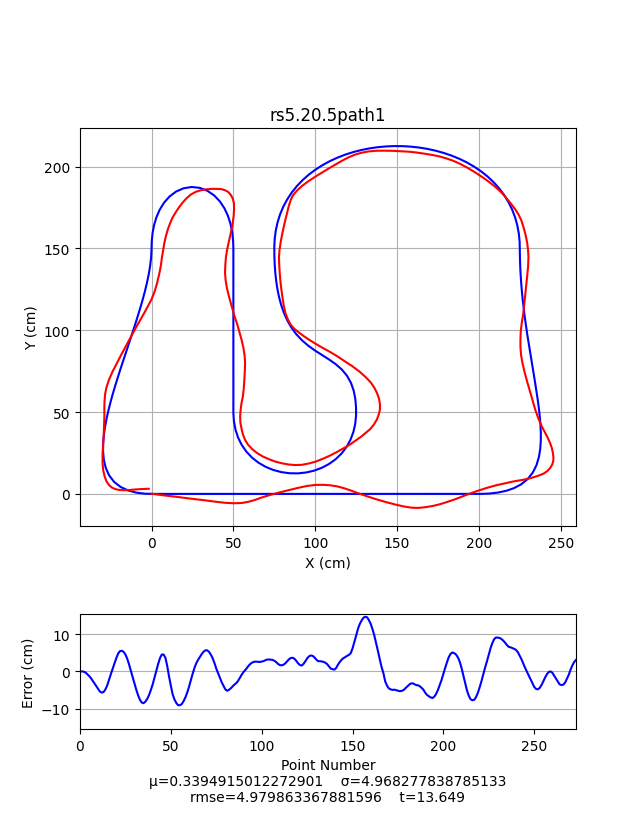 rs5.20.5path1
200
150
100
50
0
Y (cm)
0 50 100 150 200 250
X (cm)
10
0
−10
Error (cm)
0 50 100 150 200 250
Point Number
μ=0.3394915012272901 σ=4.968277838785133
rmse=4.979863367881596 t=13.649